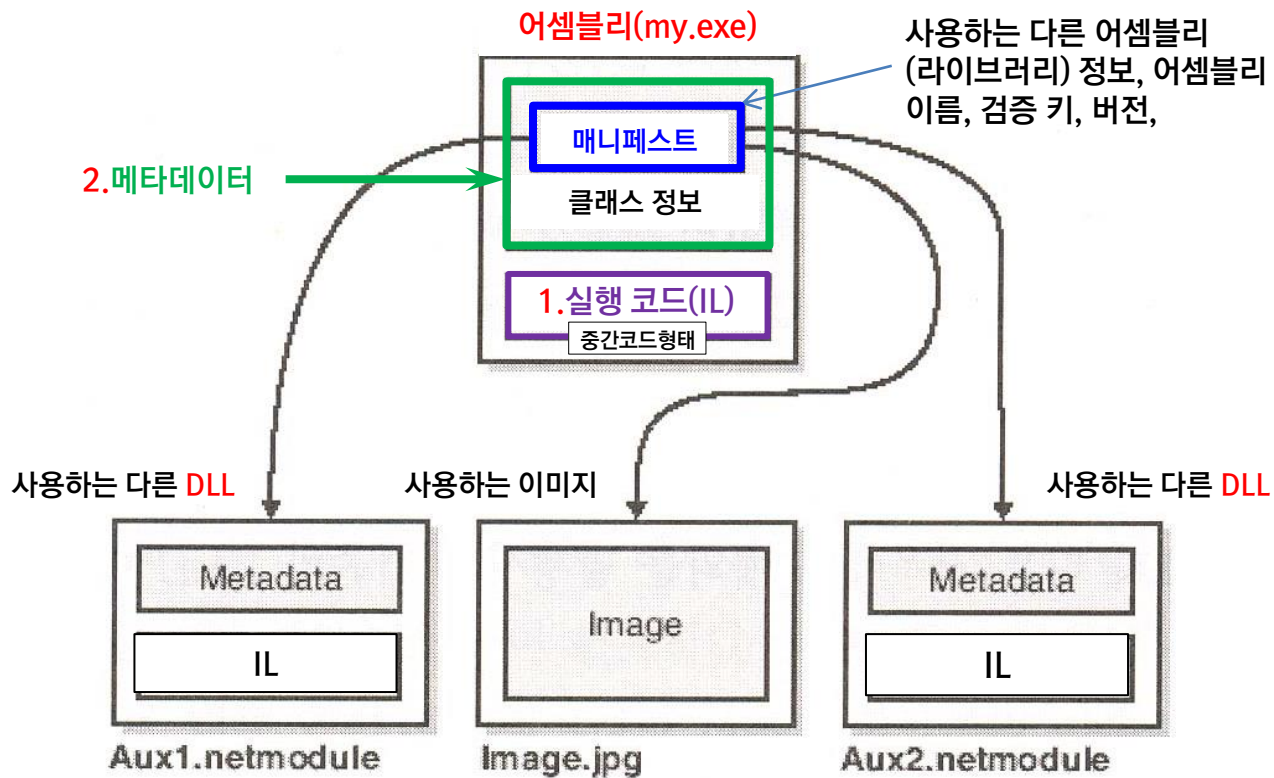 어셈블리(my.exe)
사용하는 다른 어셈블리
(라이브러리) 정보, 어셈블리
이름, 검증 키, 버전,
매니페스트
2.메타데이터
클래스 정보
1.실행 코드(IL)
중간코드형태
사용하는 다른 DLL
사용하는 이미지
사용하는 다른 DLL
Metadata
IL
Image
Metadata
IL
Aux1.netmodule
Image.jpg
Aux2.netmodule